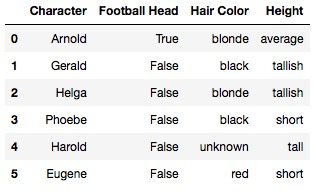 Character Football Head Hair Color Height
0 Arnold True blonde average
1 Gerald False black tallish
2 Helga False blonde tallish
3 Phoebe False black short
4 Harold False unknown tall
5 Eugene False red short